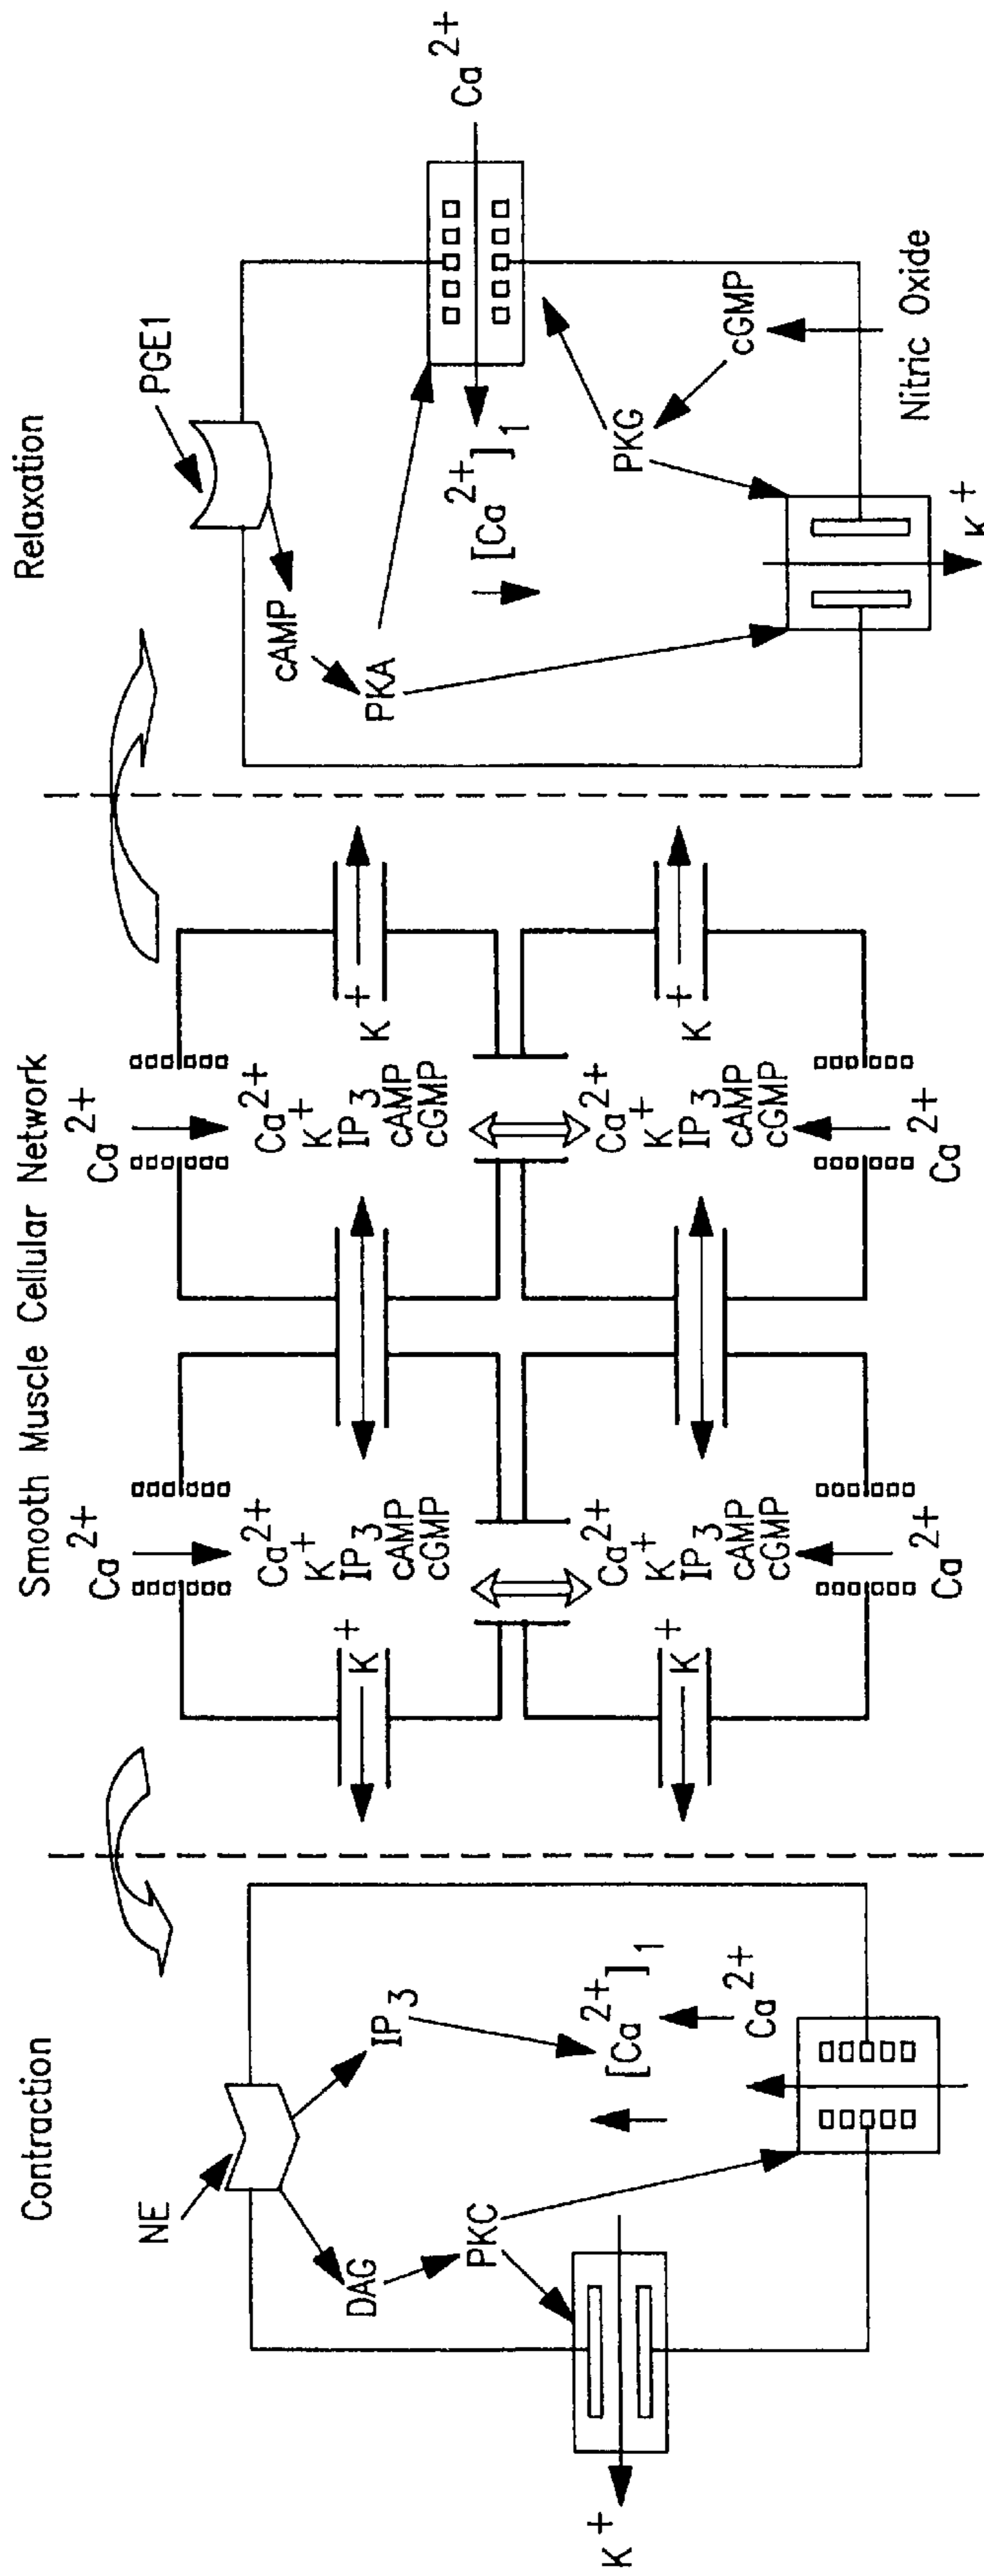 Contraction
NE
DAG
IP3
PKC
[Ca2+]1
Ca2+
K+
Smooth Muscle Cellular Network
Ca2+
Ca2+
K+
Ca2+
K+
IP3
cAMP
cGMP
Ca2+
K+
IP3
cAMP
cGMP
K+
K+
Ca2+
K+
IP3
cAMP
cGMP
Ca2+
K+
IP3
cAMP
cGMP
K+
Ca2+
Ca2+
Relaxation
PGE1
cAMP
PKA
[Ca2+]1
Ca2+
PKG
cGMP
Nitric Oxide
K+